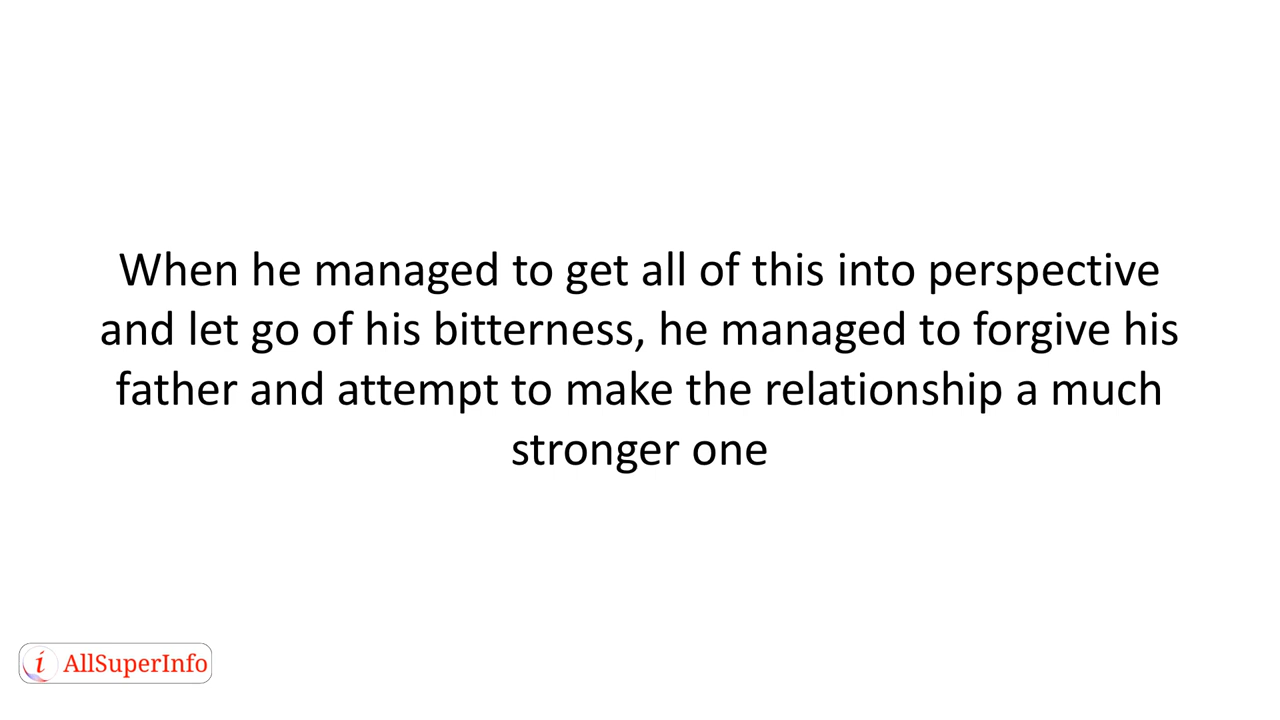 When he managed to get all of this into perspective
and let go of his bitterness, he managed to forgive his
father and attempt to make the relationship a much
stronger one
i AllSuperInfo